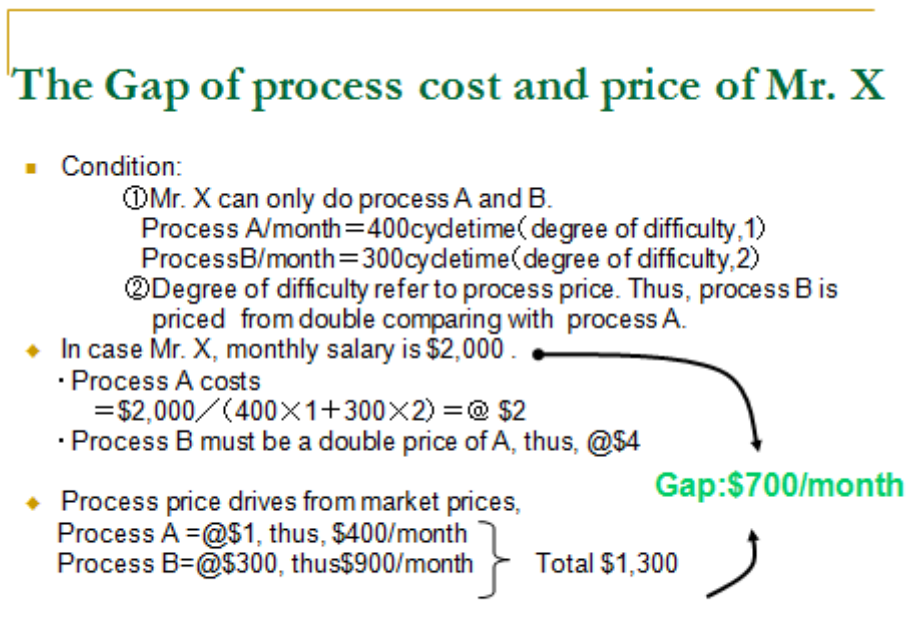 The Gap of process cost and price of Mr. X
Condition:
①Mr. X can only do process A and B.
Process A/month＝400cycletime(degree of difficulty,1)
ProcessB/month＝300cycletime(degree of difficulty,2)
②Degree of difficulty refer to process price. Thus, process B is
priced from double comparing with process A.
In case Mr. X, monthly salary is $2,000 .
・Process A costs
＝$2,000／(400×1＋300×2)＝@ $2
・Process B must be a double price of A, thus, @$4
Gap:$700/month
Process price drives from market prices,
Process A =@$1, thus, $400/month
Process B=@$300, thus$900/month
Total $1,300